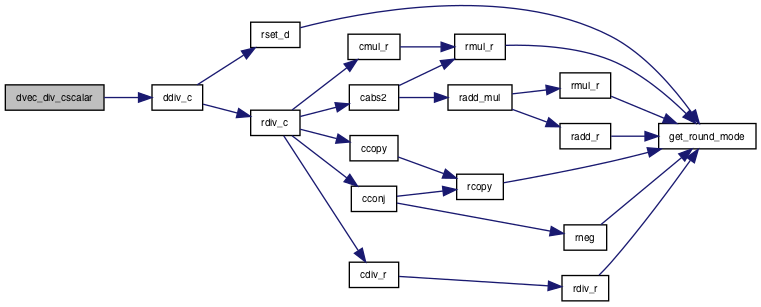 dvec_div_cscalar
ddiv_c
rset_d
rdiv_c
cmul_r
cabs2
ccopy
cconj
cdiv_r
rmul_r
radd_mul
rcopy
rmul_r
radd_r
rneg
rdiv_r
get_round_mode